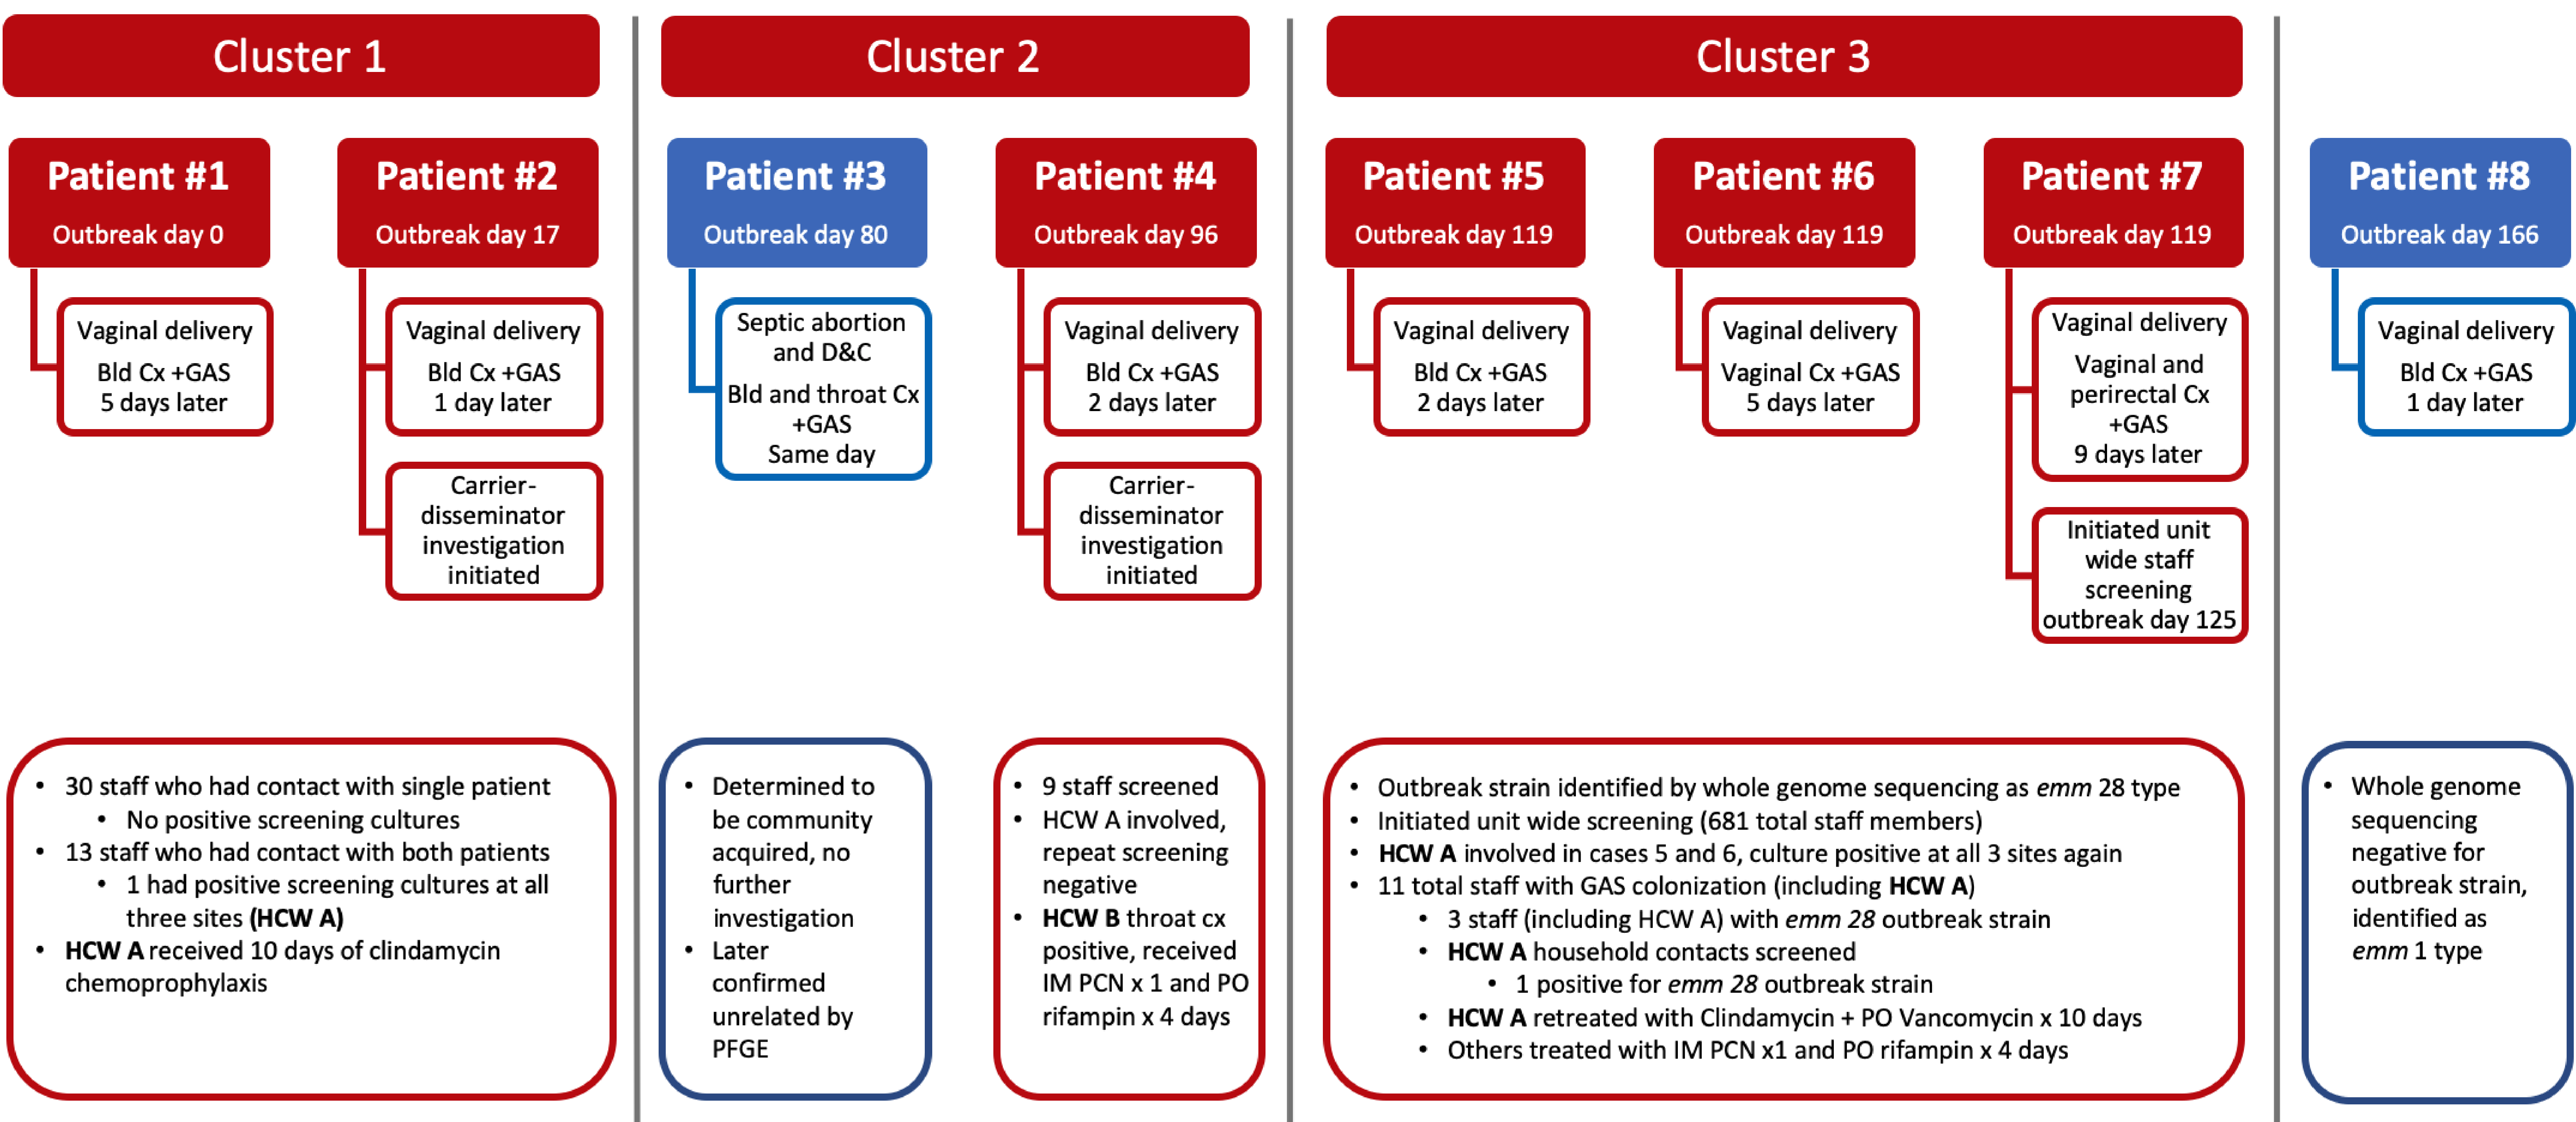 Cluster 1
Patient #1
Outbreak day 0
Vaginal delivery
Bld Cx +GAS
5 days later
Patient #2
Outbreak day 17
Vaginal delivery
Bld Cx +GAS
1 day later
Carrier-
disseminator
investigation
initiated
• 30 staff who had contact with single patient
• No positive screening cultures
• 13 staff who had contact with both patients
• 1 had positive screening cultures at all
three sites (HCW A)
• HCW A received 10 days of clindamycin
chemoprophylaxis
Cluster 2
Patient #3
Outbreak day 80
Septic abortion
and D&C
Bld and throat Cx
+GAS
Same day
Patient #4
Outbreak day 96
Vaginal delivery
Bld Cx +GAS
2 days later
Carrier-
disseminator
investigation
initiated
• Determined to
be community
acquired, no
further
investigation
• Later
confirmed
unrelated by
PFGE
• 9 staff screened
• HCW A involved,
repeat screening
negative
• HCW B throat cx
positive, received
IM PCN x 1 and PO
rifampin x 4 days
Cluster 3
Patient #5
Outbreak day 119
Vaginal delivery
Bld Cx +GAS
2 days later
Patient #6
Outbreak day 119
Vaginal delivery
Vaginal Cx +GAS
5 days later
Patient #7
Outbreak day 119
Vaginal delivery
Vaginal and
perirectal Cx
+GAS
9 days later
Initiated unit
wide staff
screening
outbreak day 125
• Outbreak strain identified by whole genome sequencing as emm 28 type
• Initiated unit wide screening (681 total staff members)
• HCW A involved in cases 5 and 6, culture positive at all 3 sites again
• 11 total staff with GAS colonization (including HCW A)
• 3 staff (including HCW A) with emm 28 outbreak strain
• HCW A household contacts screened
• 1 positive for emm 28 outbreak strain
• HCW A retreated with Clindamycin + PO Vancomycin x 10 days
• Others treated with IM PCN x1 and PO rifampin x 4 days
Patient #8
Outbreak day 166
Vaginal delivery
Bld Cx +GAS
1 day later
• Whole genome
sequencing
negative for
outbreak strain,
identified as
emm 1 type